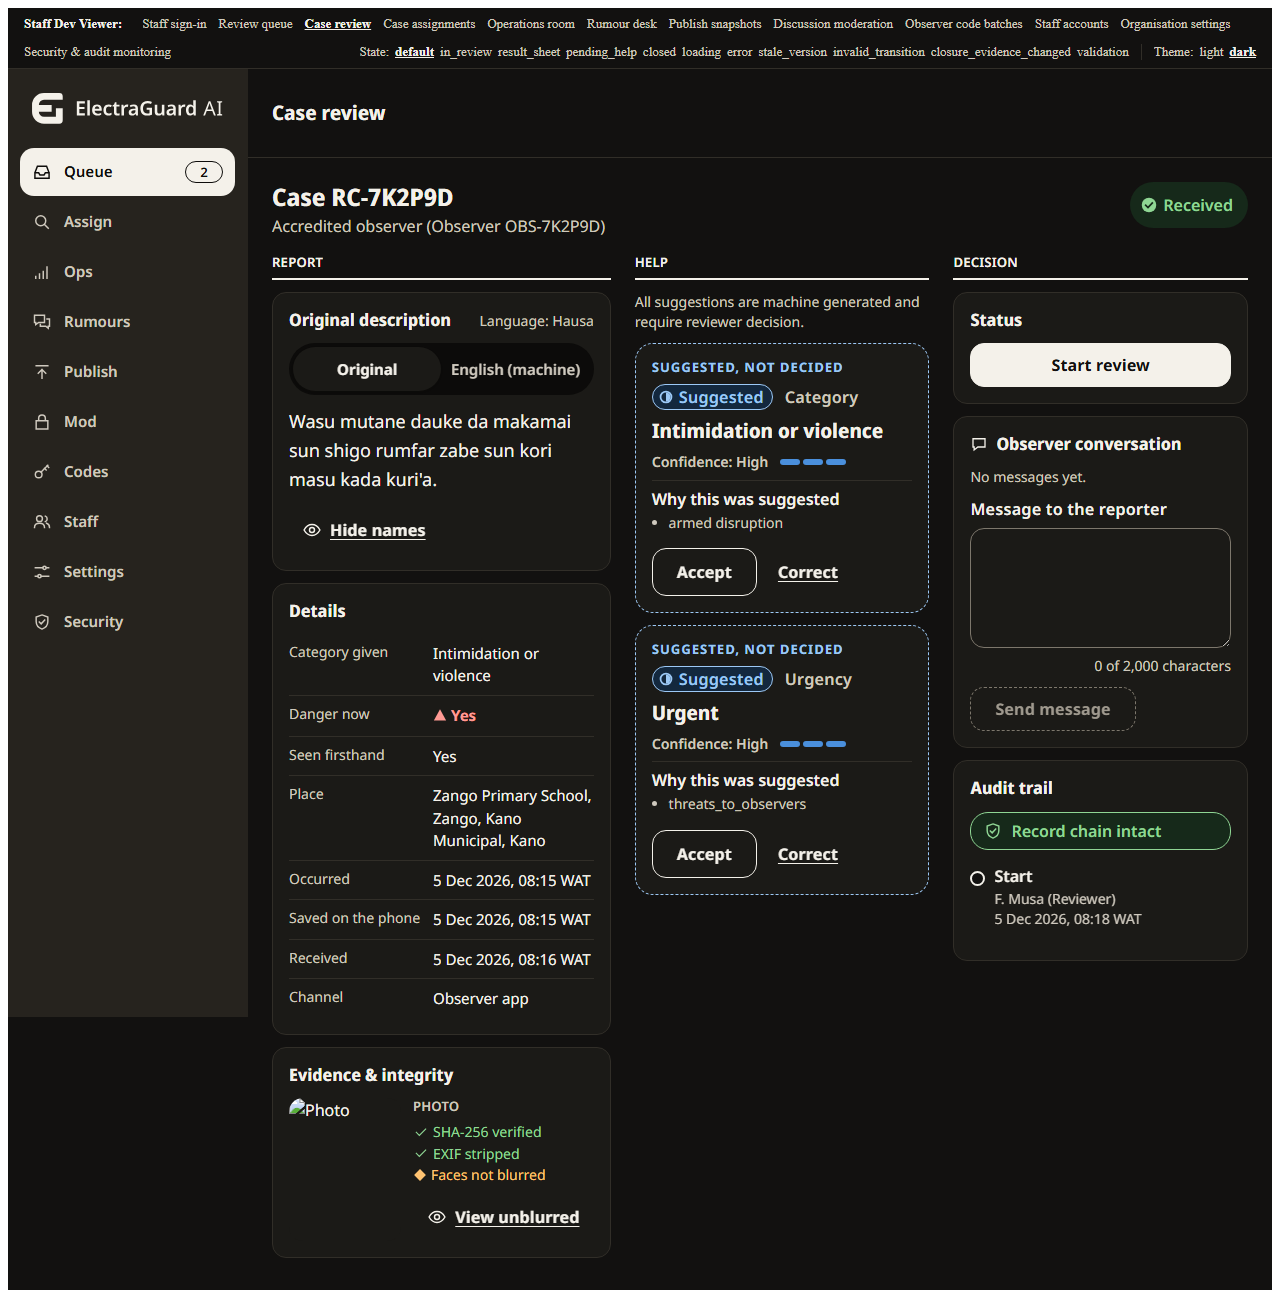 Staff Dev Viewer: Staff sign-in Review queue Case review Case assignments Operations room Rumour desk Publish snapshots Discussion moderation Observer code batches Staff accounts Organisation settings
Security & audit monitoring State: default in_review result_sheet pending_help closed loading error stale_version invalid_transition closure_evidence_changed validation Theme: light dark
ElectraGuard AI
Queue 2
Assign
Ops
Rumours
Publish
Mod
Codes
Staff
Settings
Security
Case review
Case RC-7K2P9D
Accredited observer (Observer OBS-7K2P9D)
Received
REPORT
Original description Language: Hausa
Original English (machine)
Wasu mutane dauke da makamai
sun shigo rumfar zabe sun kori
masu kada kuri'a.
Hide names
Details
Category given Intimidation or
violence
Danger now Yes
Seen firsthand Yes
Place Zango Primary School,
Zango, Kano
Municipal, Kano
Occurred 5 Dec 2026, 08:15 WAT
Saved on the phone 5 Dec 2026, 08:15 WAT
Received 5 Dec 2026, 08:16 WAT
Channel Observer app
Evidence & integrity
Photo
PHOTO
SHA-256 verified
EXIF stripped
Faces not blurred
View unblurred
HELP
All suggestions are machine generated and
require reviewer decision.
SUGGESTED, NOT DECIDED
Suggested Category
Intimidation or violence
Confidence: High
Why this was suggested
• armed disruption
Accept Correct
SUGGESTED, NOT DECIDED
Suggested Urgency
Urgent
Confidence: High
Why this was suggested
• threats_to_observers
Accept Correct
DECISION
Status
Start review
Observer conversation
No messages yet.
Message to the reporter
0 of 2,000 characters
Send message
Audit trail
Record chain intact
Start
F. Musa (Reviewer)
5 Dec 2026, 08:18 WAT